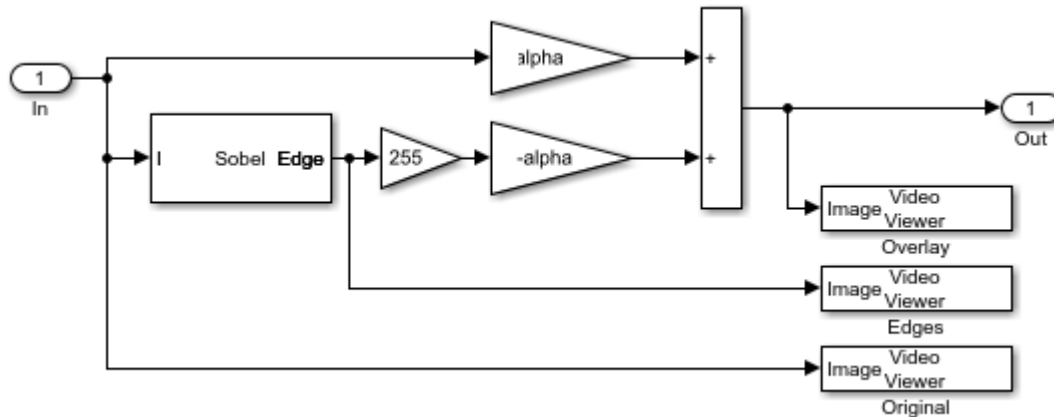 alpha
+
1
In
I Sobel Edge
255
-alpha
+
1
Out
Image Video Viewer
Overlay
Image Video Viewer
Edges
Image Video Viewer
Original